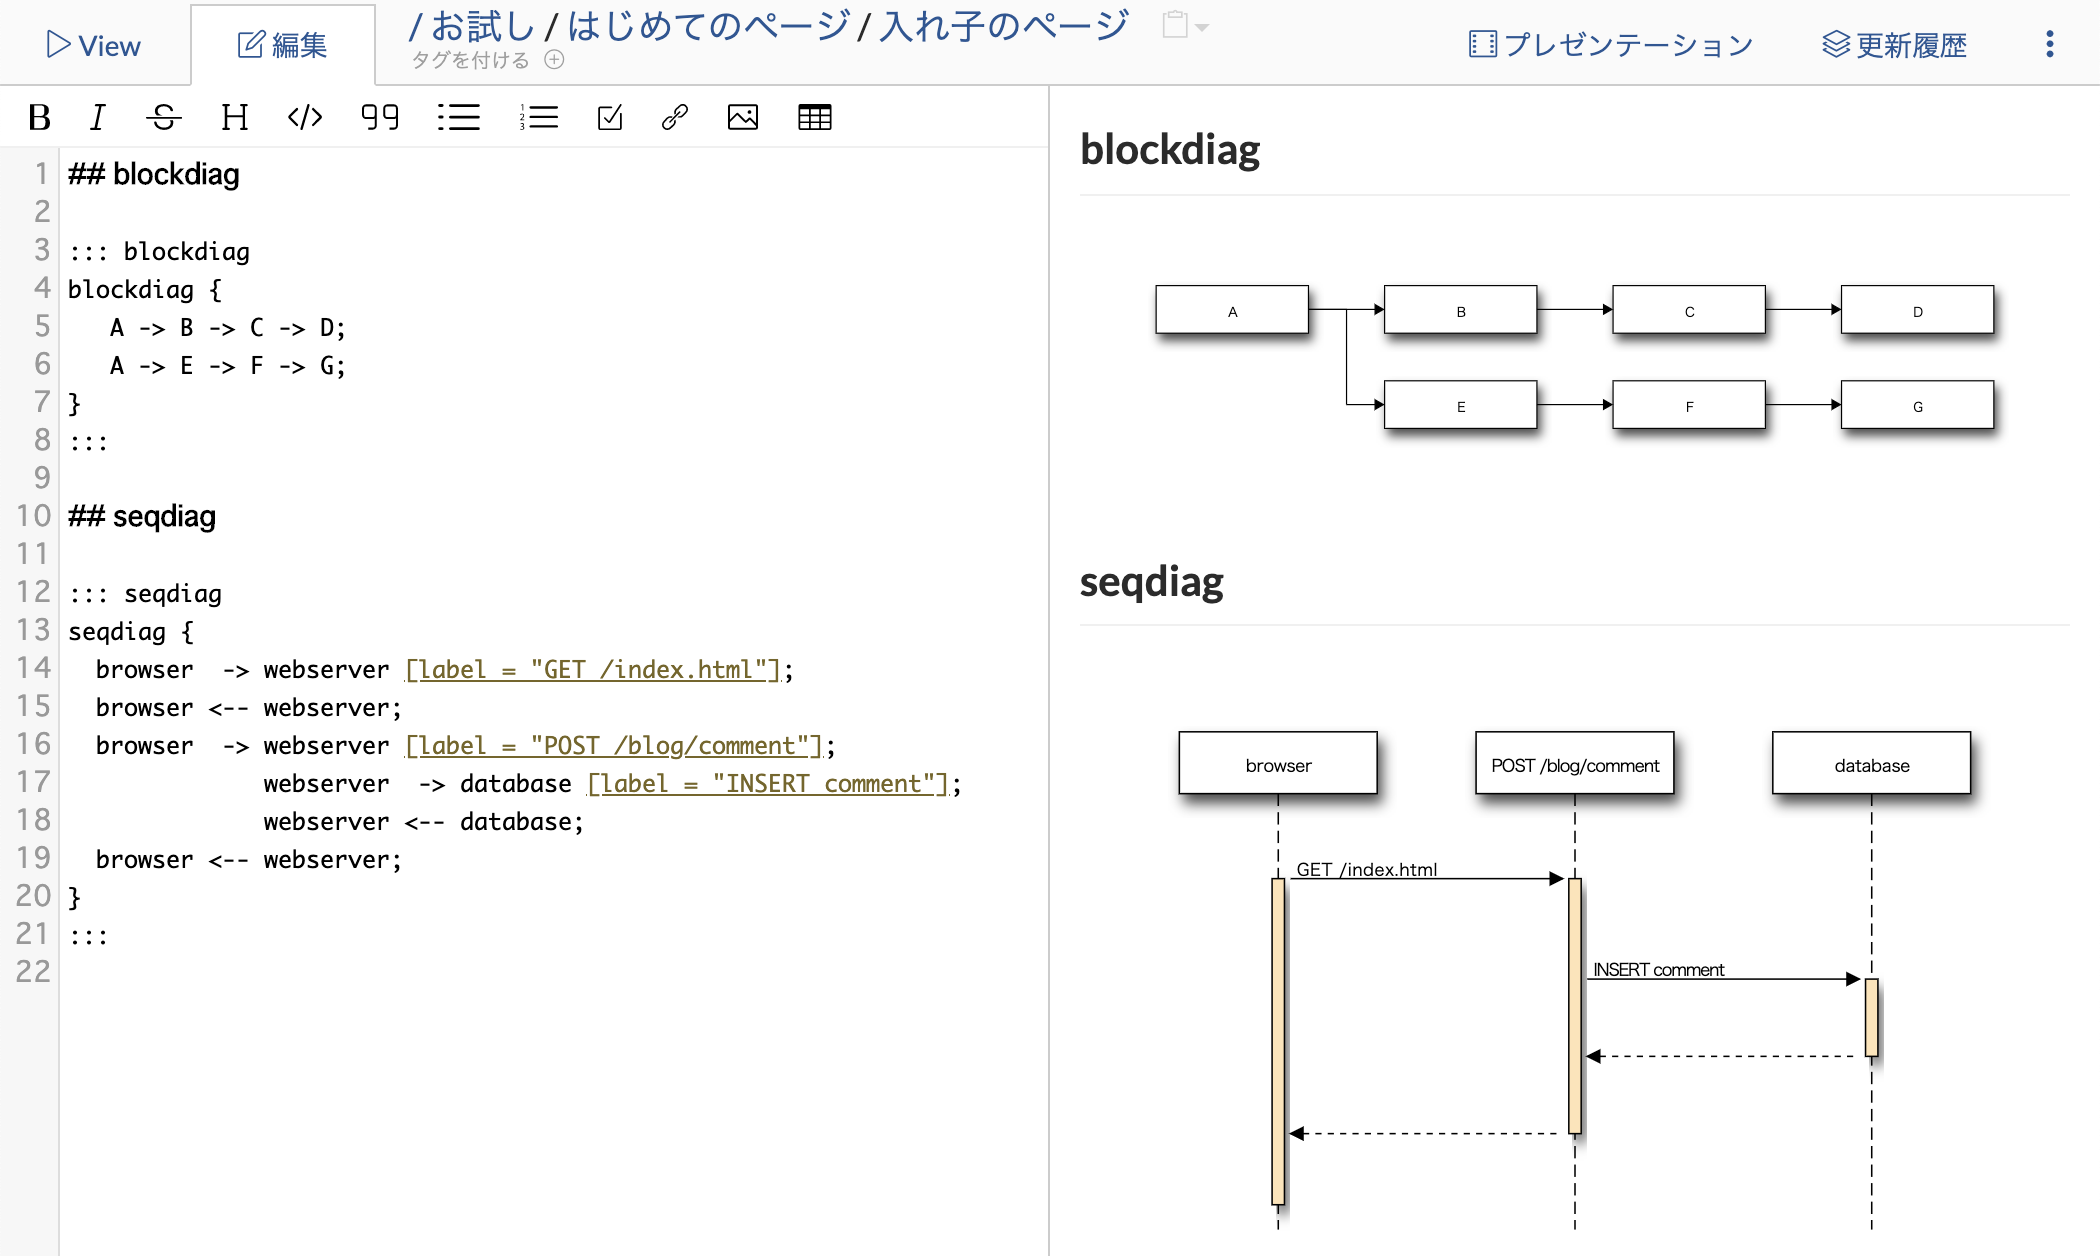 View
編集
/ お試し / はじめてのページ / 入れ子のページ
タグを付ける
プレゼンテーション
更新履歴
B I S H </> 99
1 ## blockdiag
2
3 ::: blockdiag
4 blockdiag {
5    A -> B -> C -> D;
6    A -> E -> F -> G;
7 }
8 :::
9
10 ## seqdiag
11
12 ::: seqdiag
13 seqdiag {
14   browser  -> webserver [label = "GET /index.html"];
15   browser <-- webserver;
16   browser  -> webserver [label = "POST /blog/comment"];
17               webserver  -> database [label = "INSERT comment"];
18               webserver <-- database;
19   browser <-- webserver;
20 }
21 :::
22
blockdiag
A B C D
E F G
seqdiag
browser POST /blog/comment database
GET /index.html
INSERT comment